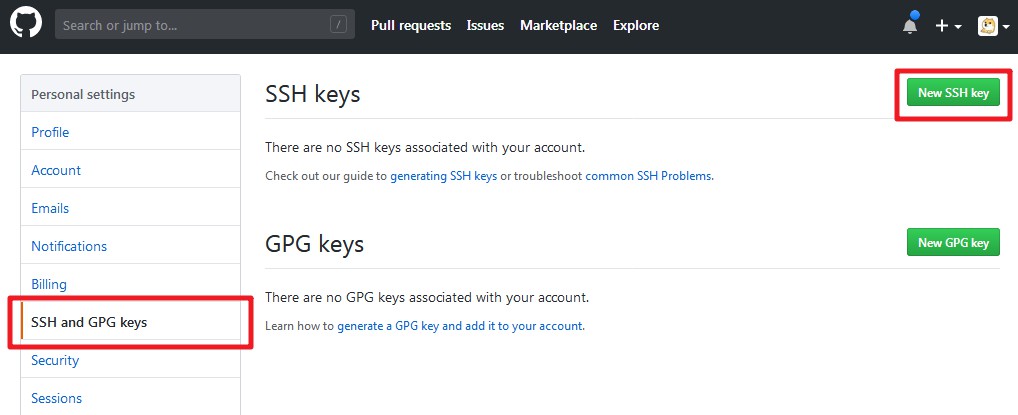 Search or jump to...
/
Pull requests
Issues
Marketplace
Explore
Personal settings
Profile
Account
Emails
Notifications
Billing
SSH and GPG keys
Security
Sessions
SSH keys
New SSH key
There are no SSH keys associated with your account.
Check out our guide to generating SSH keys or troubleshoot common SSH Problems.
GPG keys
New GPG key
There are no GPG keys associated with your account.
Learn how to generate a GPG key and add it to your account.